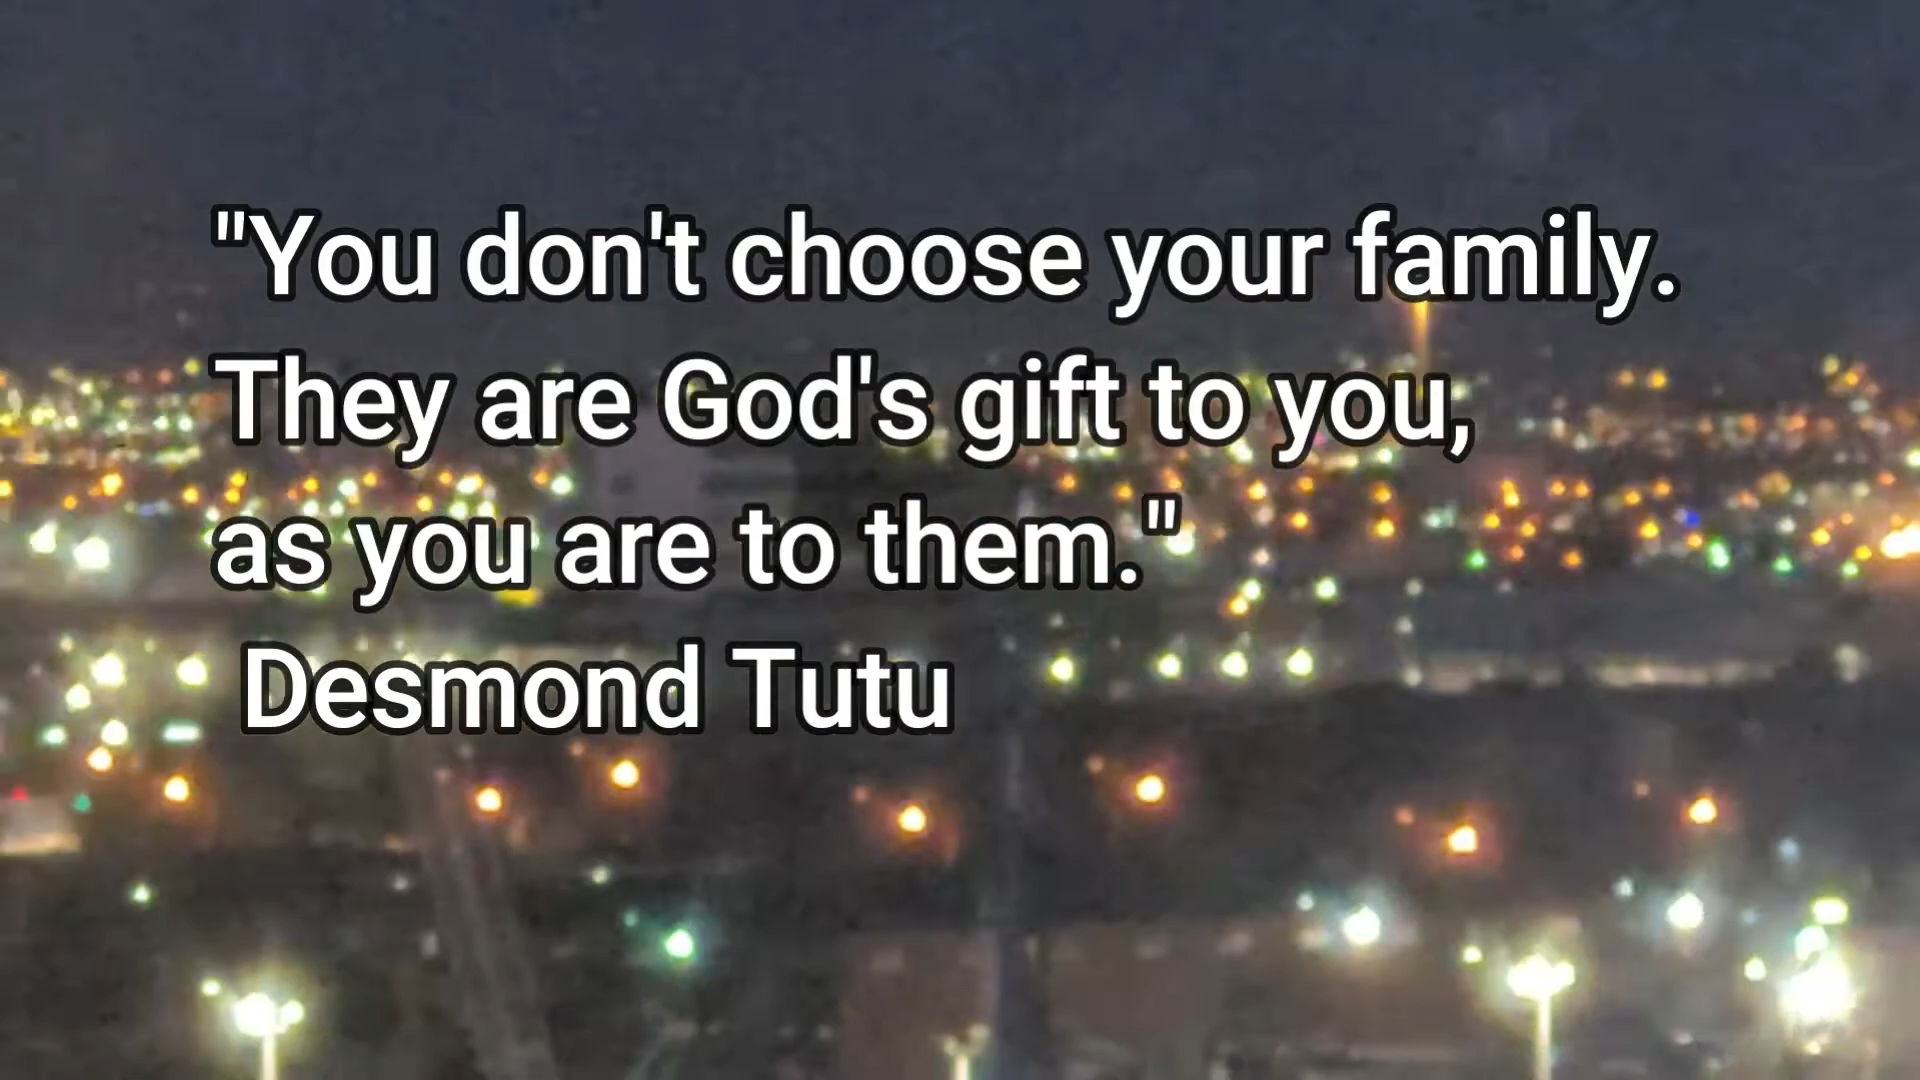 "You don't choose your family.
They are God's gift to you,
as you are to them."
Desmond Tutu